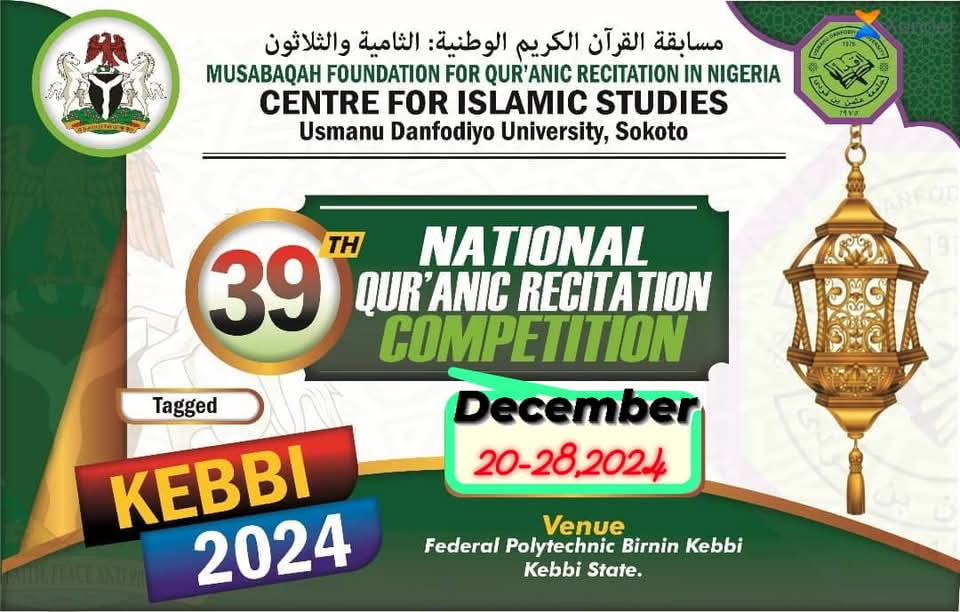 مسابقة القرآن الكريم الوطنية: الثامية والثلاثون
MUSABAQAH FOUNDATION FOR QUR'ANIC RECITATION IN NIGERIA
CENTRE FOR ISLAMIC STUDIES
Usmanu Danfodiyo University, Sokoto
39TH
NATIONAL
QUR'ANIC RECITATION
COMPETITION
Tagged
December
20-28,2024
KEBBI
2024
Venue
Federal Polytechnic Birnin Kebbi
Kebbi State.